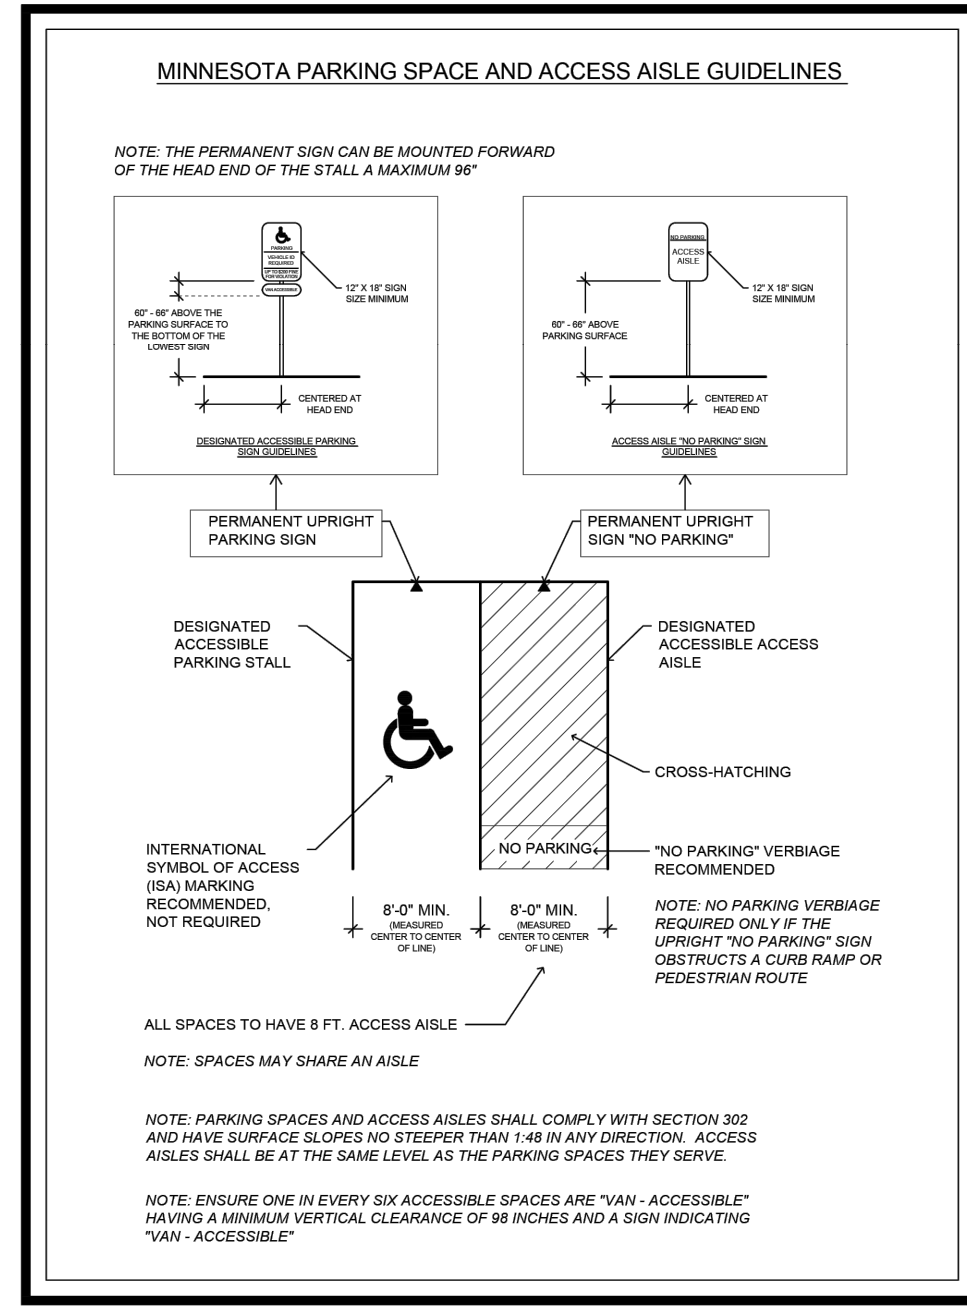 MINNESOTA PARKING SPACE AND ACCESS AISLE GUIDELINES
NOTE: THE PERMANENT SIGN CAN BE MOUNTED FORWARD
OF THE HEAD END OF THE STALL A MAXIMUM 96"
PARKING
VEHICLE ID
REQUIRED
UP TO $200 FINE
FOR VIOLATION
VAN ACCESSIBLE
12" X 18" SIGN
SIZE MINIMUM
60" - 66" ABOVE THE
PARKING SURFACE TO
THE BOTTOM OF THE
LOWEST SIGN
CENTERED AT
HEAD END
DESIGNATED ACCESSIBLE PARKING
SIGN GUIDELINES
NO PARKING
ACCESS
AISLE
12" X 18" SIGN
SIZE MINIMUM
60" - 66" ABOVE
PARKING SURFACE
CENTERED AT
HEAD END
ACCESS AISLE "NO PARKING" SIGN
GUIDELINES
PERMANENT UPRIGHT
PARKING SIGN
PERMANENT UPRIGHT
SIGN "NO PARKING"
DESIGNATED
ACCESSIBLE
PARKING STALL
DESIGNATED
ACCESSIBLE ACCESS
AISLE
CROSS-HATCHING
INTERNATIONAL
SYMBOL OF ACCESS
(ISA) MARKING
RECOMMENDED,
NOT REQUIRED
NO PARKING
"NO PARKING" VERBIAGE
RECOMMENDED
NOTE: NO PARKING VERBIAGE
REQUIRED ONLY IF THE
UPRIGHT "NO PARKING" SIGN
OBSTRUCTS A CURB RAMP OR
PEDESTRIAN ROUTE
8'-0" MIN.
(MEASURED
CENTER TO CENTER
OF LINE)
8'-0" MIN.
(MEASURED
CENTER TO CENTER
OF LINE)
ALL SPACES TO HAVE 8 FT. ACCESS AISLE
NOTE: SPACES MAY SHARE AN AISLE
NOTE: PARKING SPACES AND ACCESS AISLES SHALL COMPLY WITH SECTION 302
AND HAVE SURFACE SLOPES NO STEEPER THAN 1:48 IN ANY DIRECTION. ACCESS
AISLES SHALL BE AT THE SAME LEVEL AS THE PARKING SPACES THEY SERVE.
NOTE: ENSURE ONE IN EVERY SIX ACCESSIBLE SPACES ARE "VAN - ACCESSIBLE"
HAVING A MINIMUM VERTICAL CLEARANCE OF 98 INCHES AND A SIGN INDICATING
"VAN - ACCESSIBLE"